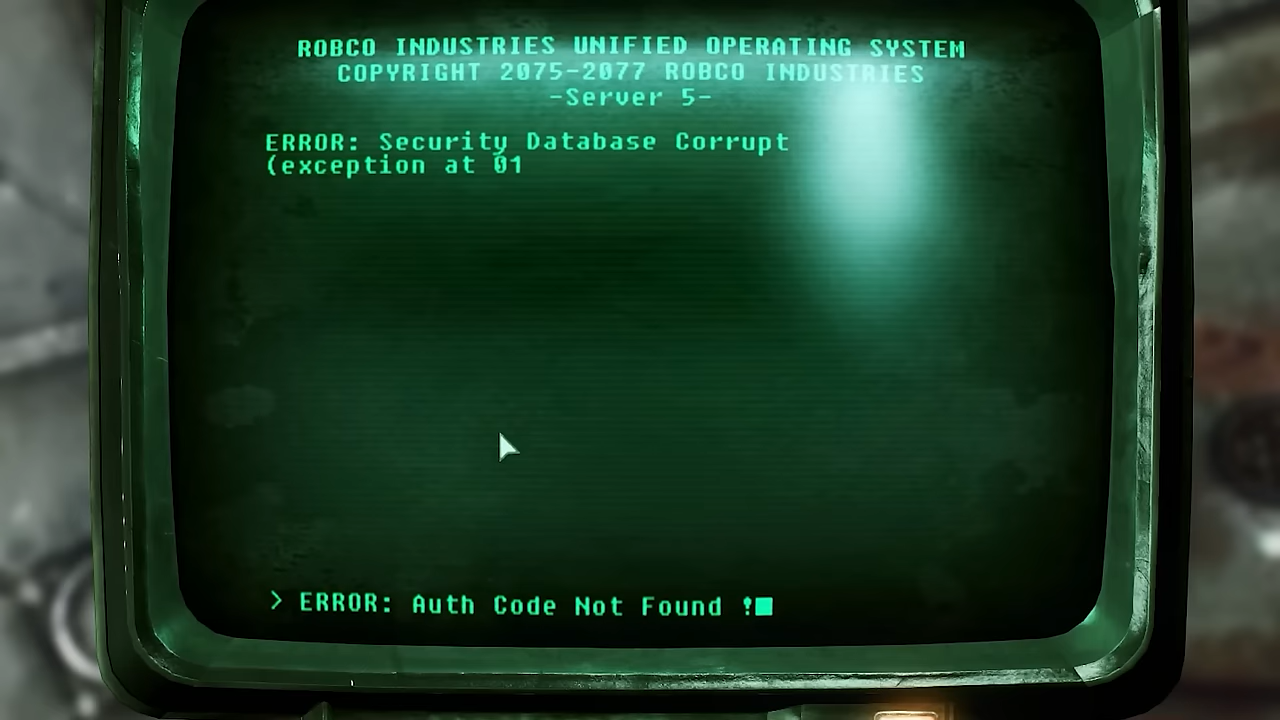 ROBCO INDUSTRIES UNIFIED OPERATING SYSTEM
COPYRIGHT 2075-2077 ROBCO INDUSTRIES
-Server 5-
ERROR: Security Database Corrupt
(exception at 01
> ERROR: Auth Code Not Found !